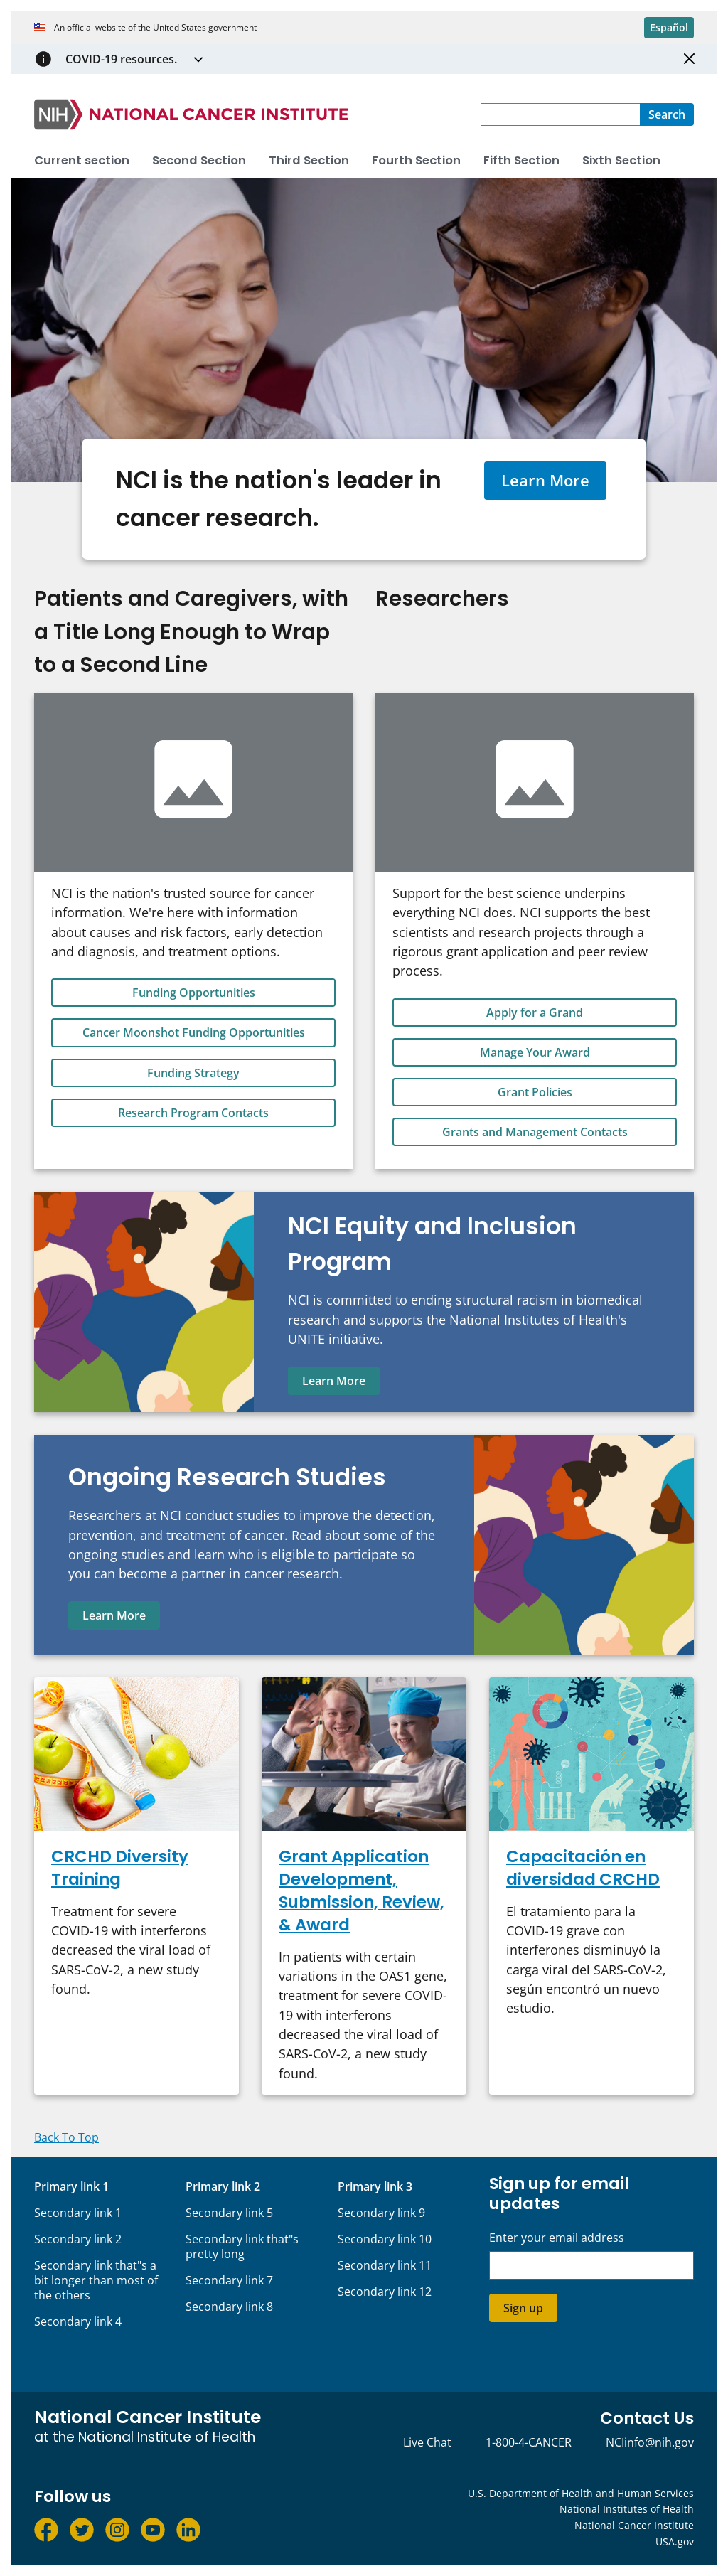 An official website of the United States government
Español
COVID-19 resources.
NIH NATIONAL CANCER INSTITUTE
Search
Current section Second Section Third Section Fourth Section Fifth Section Sixth Section
NCI is the nation's leader in
cancer research.
Learn More
Patients and Caregivers, with
a Title Long Enough to Wrap
to a Second Line
NCI is the nation's trusted source for cancer
information. We're here with information
about causes and risk factors, early detection
and diagnosis, and treatment options.
Funding Opportunities
Cancer Moonshot Funding Opportunities
Funding Strategy
Research Program Contacts
Researchers
Support for the best science underpins
everything NCI does. NCI supports the best
scientists and research projects through a
rigorous grant application and peer review
process.
Apply for a Grand
Manage Your Award
Grant Policies
Grants and Management Contacts
NCI Equity and Inclusion
Program
NCI is committed to ending structural racism in biomedical
research and supports the National Institutes of Health's
UNITE initiative.
Learn More
Ongoing Research Studies
Researchers at NCI conduct studies to improve the detection,
prevention, and treatment of cancer. Read about some of the
ongoing studies and learn who is eligible to participate so
you can become a partner in cancer research.
Learn More
CRCHD Diversity
Training
Treatment for severe
COVID-19 with interferons
decreased the viral load of
SARS-CoV-2, a new study
found.
Grant Application
Development,
Submission, Review,
& Award
In patients with certain
variations in the OAS1 gene,
treatment for severe COVID-
19 with interferons
decreased the viral load of
SARS-CoV-2, a new study
found.
Capacitación en
diversidad CRCHD
El tratamiento para la
COVID-19 grave con
interferones disminuyó la
carga viral del SARS-CoV-2,
según encontró un nuevo
estudio.
Back To Top
Primary link 1
Secondary link 1
Secondary link 2
Secondary link that"s a
bit longer than most of
the others
Secondary link 4
Primary link 2
Secondary link 5
Secondary link that"s
pretty long
Secondary link 7
Secondary link 8
Primary link 3
Secondary link 9
Secondary link 10
Secondary link 11
Secondary link 12
Sign up for email
updates
Enter your email address
Sign up
National Cancer Institute
at the National Institute of Health
Contact Us
Live Chat 1-800-4-CANCER NCIinfo@nih.gov
Follow us
U.S. Department of Health and Human Services
National Institutes of Health
National Cancer Institute
USA.gov